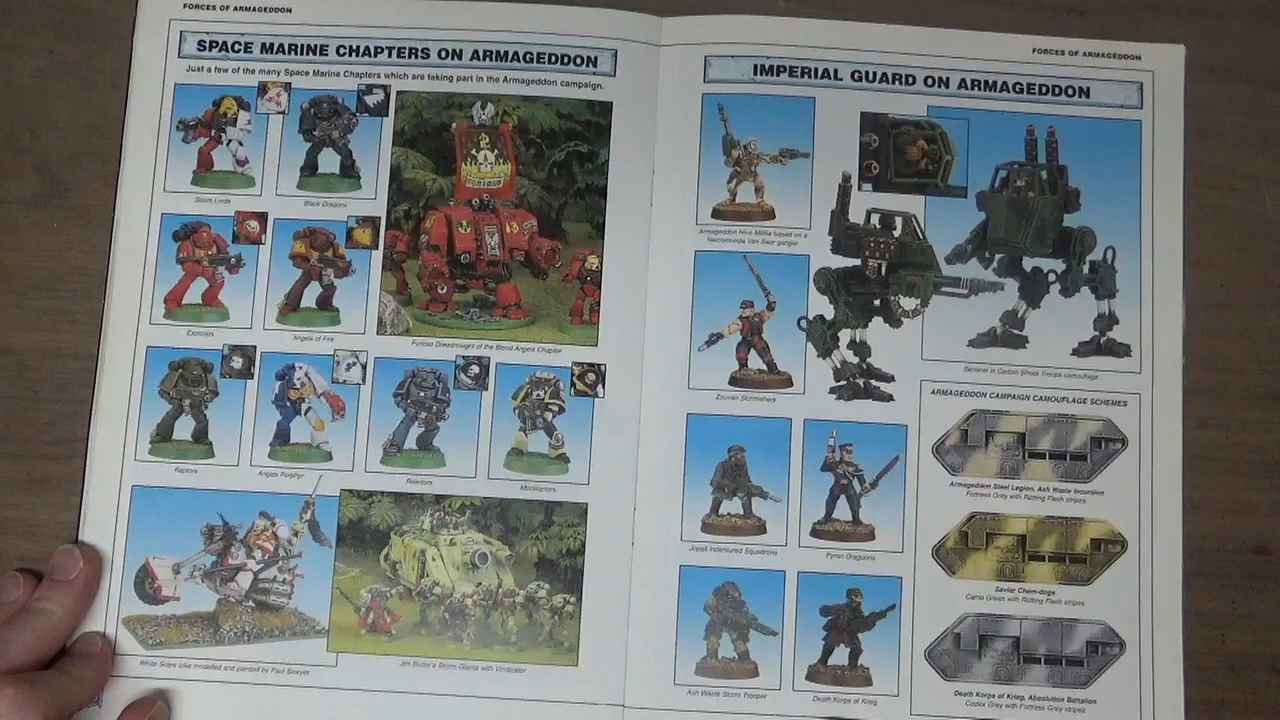 FORCES OF ARMAGEDDON
SPACE MARINE CHAPTERS ON ARMAGEDDON
Just a few of the many Space Marine Chapters which are taking part in the Armageddon campaign.
Storm Lords
Black Dragons
FURIOSO
Exorcists
Angels of Fire
Furioso Dreadnought of the Blood Angels Chapter
Raptors
Angels Porphyr
Relictors
Mortifactors
White Scars bike modelled and painted by Paul Sawyer
Jim Butler's Storm Giants with Vindicator
FORCES OF ARMAGEDDON
IMPERIAL GUARD ON ARMAGEDDON
Armageddon Hive Militia based on a
Necromunda Van Saar ganger
Zouvan Skirmishers
Sentinel in Cadian Shock Troops camouflage
Jopall Indentured Squadrons
Pyran Dragoons
Ash Waste Storm Trooper
Death Korps of Krieg
ARMAGEDDON CAMPAIGN CAMOUFLAGE SCHEMES
Armageddon Steel Legion, Ash Waste Incursion
Fortress Grey with Rotting Flesh stripes
Savlar Chem-dogs
Camo Green with Rotting Flesh stripes
Death Korps of Krieg, Absolution Battalion
Codex Grey with Fortress Grey stripes